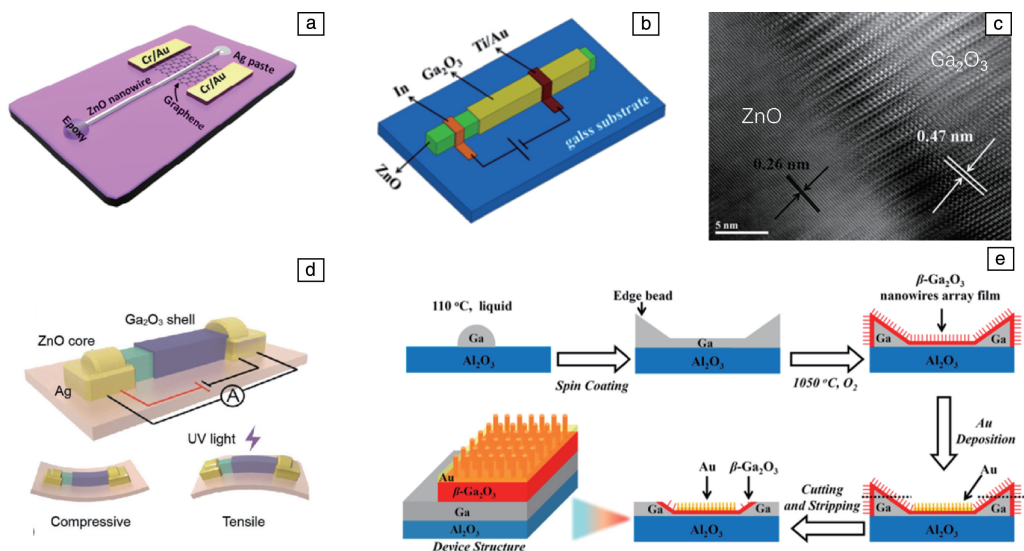 a
Cr/Au
Ag paste
ZnO nanowire
Cr/Au
Graphene
Epoxy
b
Ti/Au
Ga₂O₃
In
galss substrate
ZnO
c
Ga₂O₃
ZnO
0.47 nm
0.26 nm
5 nm
d
Ga₂O₃ shell
ZnO core
Ag
A
UV light
Compressive
Tensile
e
110 °C, liquid
Ga
Al₂O₃
Spin Coating
Edge bead
Ga
Al₂O₃
1050 °C, O₂
β-Ga₂O₃
nanowires array film
Ga
Ga
Al₂O₃
Au
Deposition
Au
Ga
Ga
Al₂O₃
Cutting
and Stripping
Au
β-Ga₂O₃
Ga
Ga
Al₂O₃
Au
β-Ga₂O₃
Ga
Al₂O₃
Device Structure